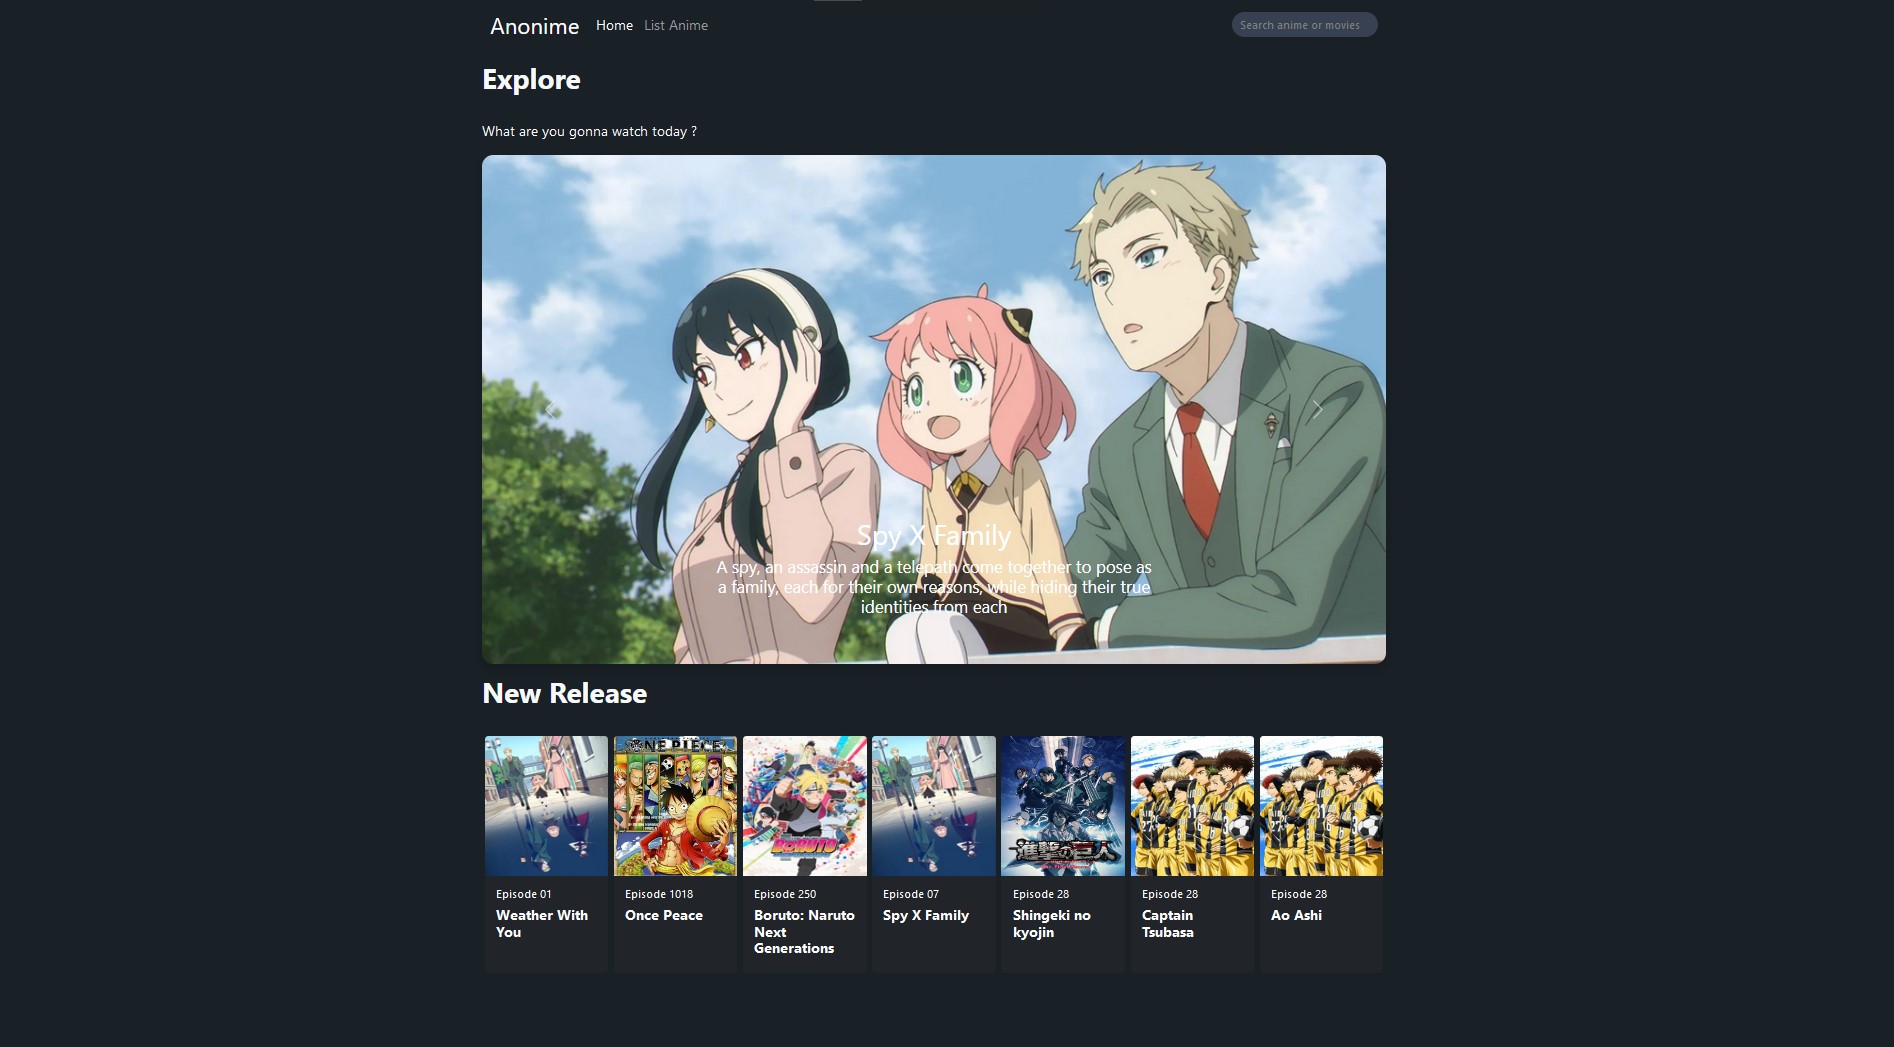 Anonime Home List Anime Search anime or movies
Explore
What are you gonna watch today ?
Spy X Family
A spy, an assassin and a telepath come together to pose as
a family, each for their own reasons, while hiding their true
identities from each
New Release
ONE PIECE
BORUTO
進撃の巨人
Episode 01
Weather With
You
Episode 1018
Once Peace
Episode 250
Boruto: Naruto
Next
Generations
Episode 07
Spy X Family
Episode 28
Shingeki no
kyojin
Episode 28
Captain
Tsubasa
Episode 28
Ao Ashi